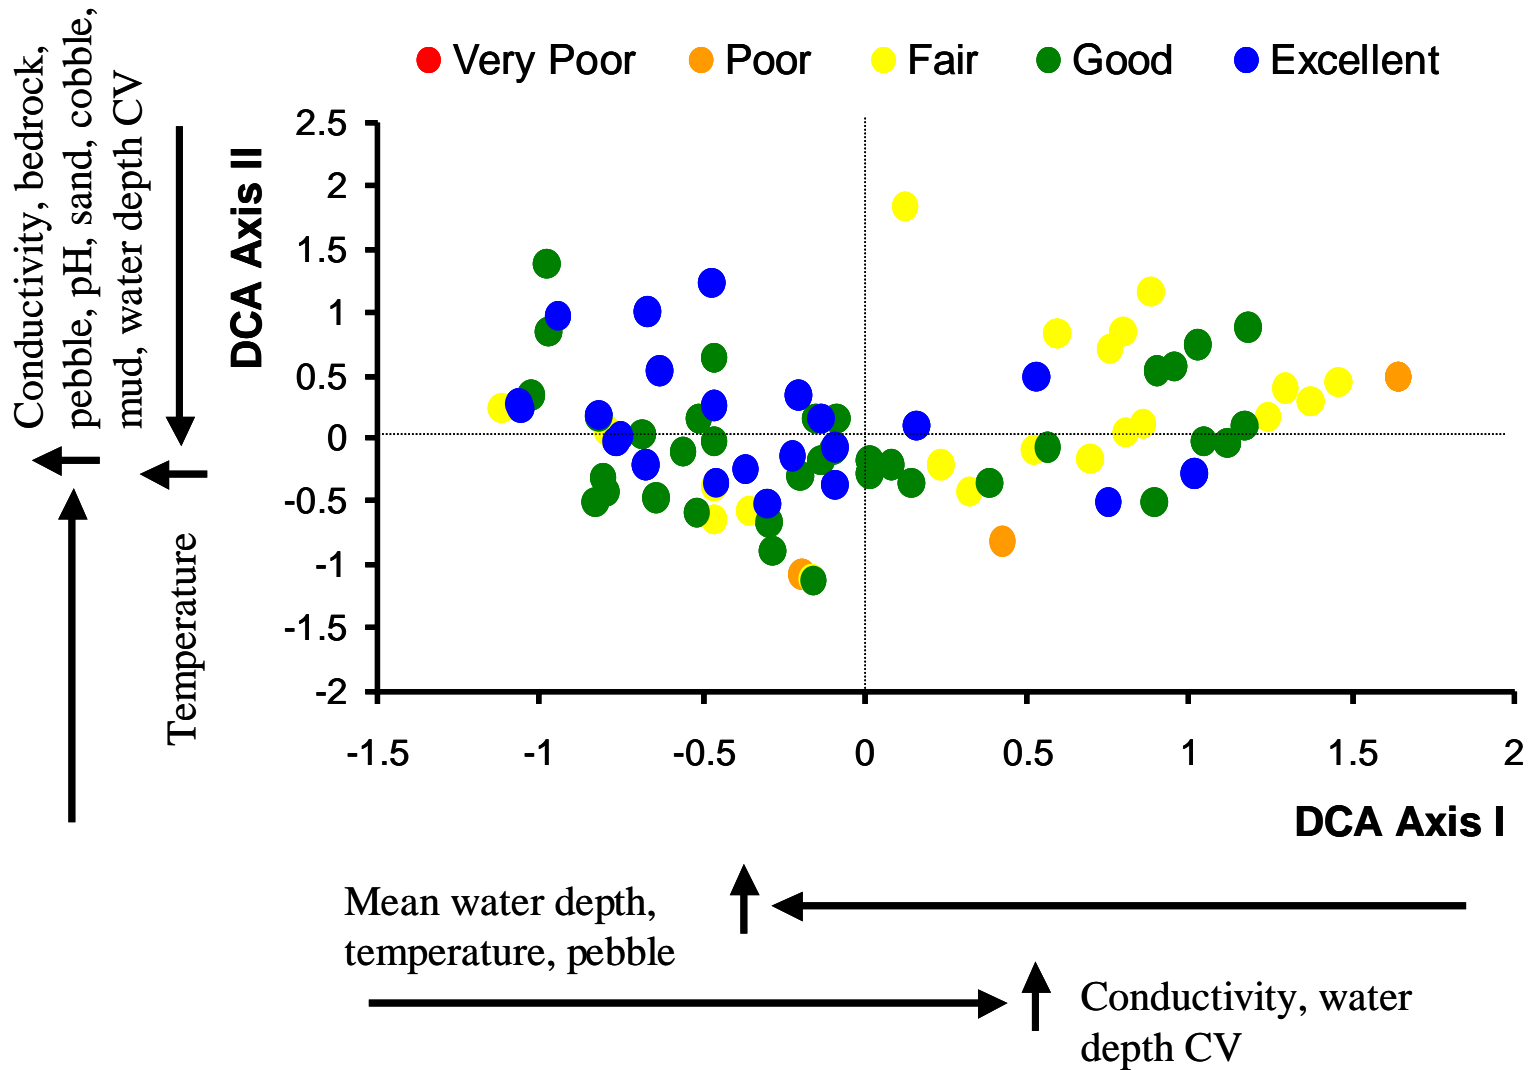 Very Poor Poor Fair Good Excellent
Conductivity, bedrock,
pebble, pH, sand, cobble,
mud, water depth CV
Temperature
DCA Axis II
2.5
2
1.5
1
0.5
0
-0.5
-1
-1.5
-2
-1.5 -1 -0.5 0 0.5 1 1.5 2
DCA Axis I
Mean water depth,
temperature, pebble
Conductivity, water
depth CV